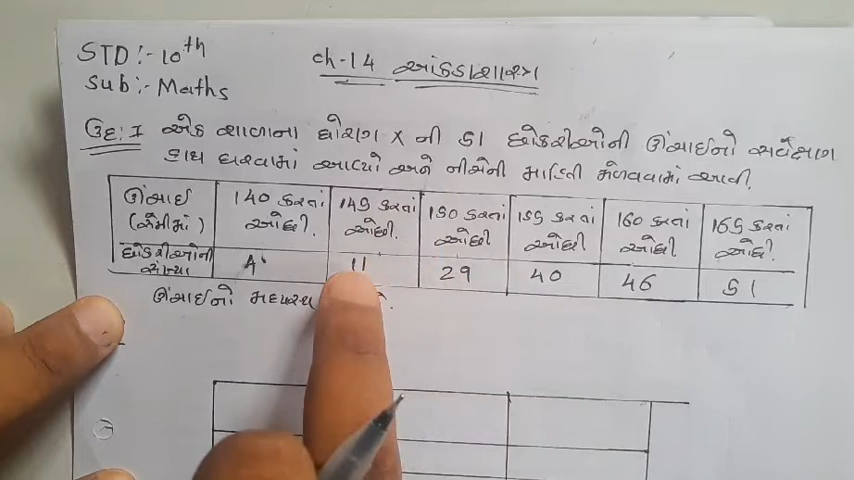 STD :- 10th
Sub :- Maths
ch-14 આંકડાશાસ્ત્ર
ઉદા: 1 એક શાળાના ધોરણ X ની 51 છોકરીઓની ઊંચાઈનો સર્વેક્ષણ
હાથ ધરવામાં આવ્યો અને નીચેની માહિતી મેળવવામાં આવી.
ઊંચાઈ (સેમીમાં) 140 કરતાં ઓછી. 145 કરતાં ઓછી. 150 કરતાં ઓછી 155 કરતાં ઓછી 160 કરતાં ઓછી 165 કરતાં ઓછી.
છોકરીઓની સંખ્યા 4 11 29 40 46 51
ઊંચાઈનો મધ્યસ્થ